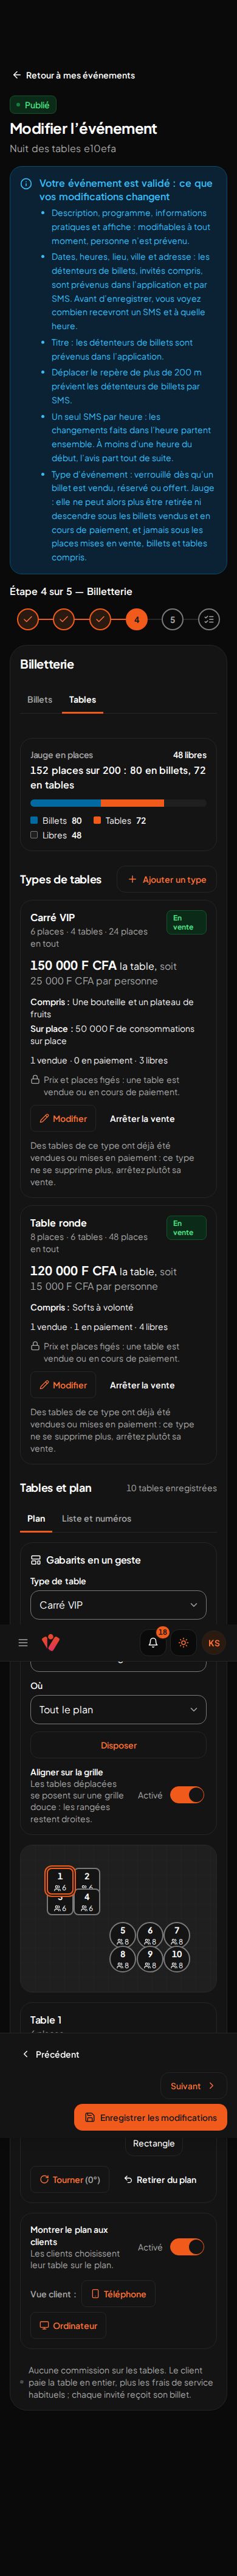 Retour à mes événements
Publié
Modifier l’événement
Nuit des tables e10efa
Votre événement est validé : ce que
vos modifications changent
Description, programme, informations
pratiques et affiche : modifiables à tout
moment, personne n’est prévenu.
Dates, heures, lieu, ville et adresse : les
détenteurs de billets, invités compris,
sont prévenus dans l’application et par
SMS. Avant d’enregistrer, vous voyez
combien recevront un SMS et à quelle
heure.
Titre : les détenteurs de billets sont
prévenus dans l’application.
Déplacer le repère de plus de 200 m
prévient les détenteurs de billets par
SMS.
Un seul SMS par heure : les
changements faits dans l’heure partent
ensemble. À moins d’une heure du
début, l’avis part tout de suite.
Type d’événement : verrouillé dès qu’un
billet est vendu, réservé ou offert. Jauge
: elle ne peut alors plus être retirée ni
descendre sous les billets vendus et en
cours de paiement, et jamais sous les
places mises en vente, billets et tables
compris.
Étape 4 sur 5 — Billetterie
4
5
Billetterie
Billets
Tables
Jauge en places
48 libres
152 places sur 200 : 80 en billets, 72
en tables
Billets 80
Tables 72
Libres 48
Types de tables
Ajouter un type
Carré VIP
En vente
6 places · 4 tables · 24 places
en tout
150 000 F CFA la table, soit
25 000 F CFA par personne
Compris : Une bouteille et un plateau de
fruits
Sur place : 50 000 F de consommations
sur place
1 vendue · 0 en paiement · 3 libres
Prix et places figés : une table est
vendue ou en cours de paiement.
Modifier
Arrêter la vente
Des tables de ce type ont déjà été
vendues ou mises en paiement : ce type
ne se supprime plus, arrêtez plutôt sa
vente.
Table ronde
En vente
8 places · 6 tables · 48 places
en tout
120 000 F CFA la table, soit
15 000 F CFA par personne
Compris : Softs à volonté
1 vendue · 1 en paiement · 4 libres
Prix et places figés : une table est
vendue ou en cours de paiement.
Modifier
Arrêter la vente
Des tables de ce type ont déjà été
vendues ou mises en paiement : ce type
ne se supprime plus, arrêtez plutôt sa
vente.
Tables et plan
10 tables enregistrées
Plan
Liste et numéros
Gabarits en un geste
Type de table
Carré VIP
18
KS
Où
Tout le plan
Disposer
Aligner sur la grille
Les tables déplacées
se posent sur une grille
douce : les rangées
restent droites.
Activé
1
6
2
6
3
6
4
6
5
8
6
8
7
8
8
8
9
8
10
8
Table 1
Précédent
Suivant
Enregistrer les modifications
Rectangle
Tourner (0°)
Retirer du plan
Montrer le plan aux
clients
Les clients choisissent
leur table sur le plan.
Activé
Vue client :
Téléphone
Ordinateur
Aucune commission sur les tables. Le client
paie la table en entier, plus les frais de service
habituels ; chaque invité reçoit son billet.